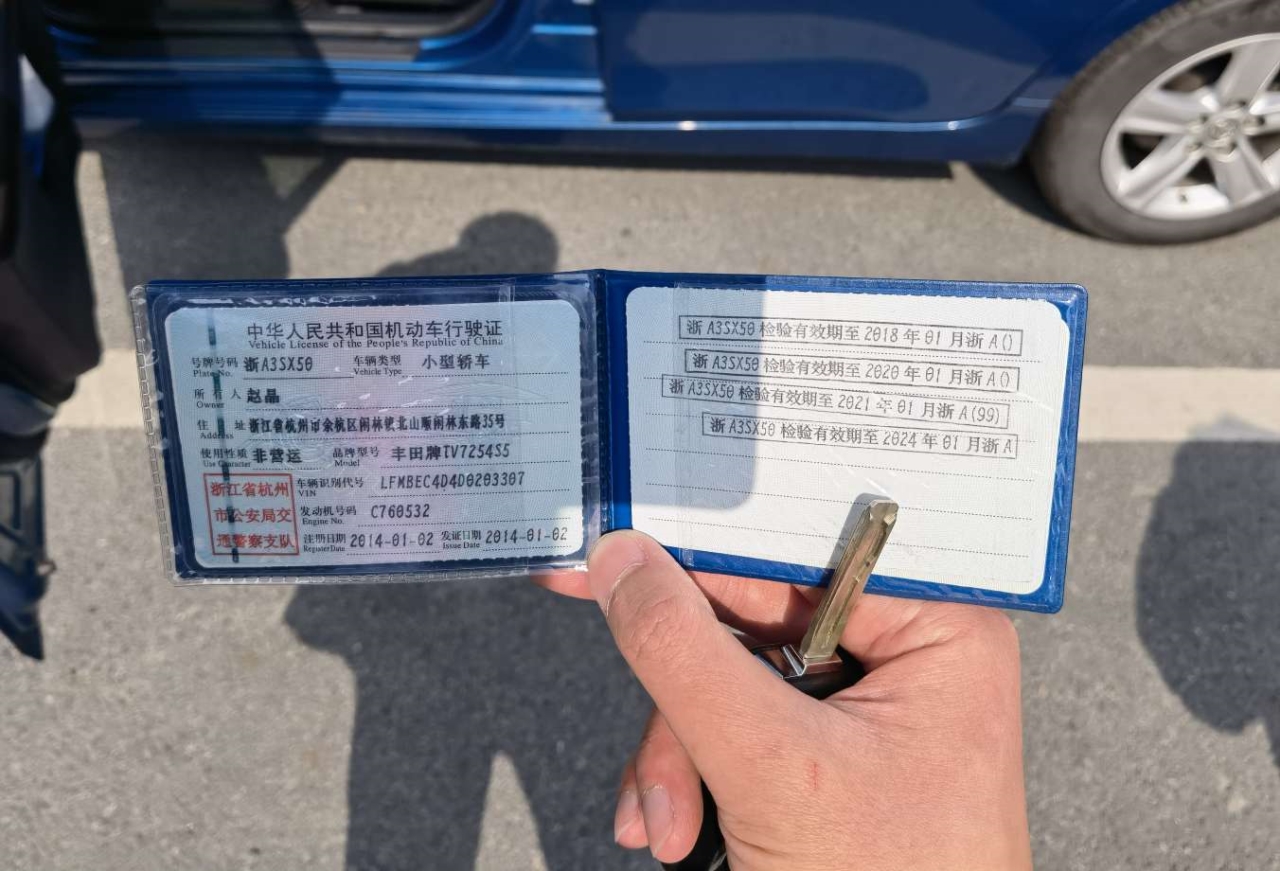 中华人民共和国机动车行驶证
Vehicle License of the People's Republic of China
号牌号码 浙A3SX50 车辆类型 小型轿车
Plate No. Vehicle Type
所有人 赵晶
Owner
住址 浙江省杭州市余杭区闲林镇北山顺闲林东路35号
Address
使用性质 非营运 品牌型号 丰田牌TV7254S5
Use Character Model
浙江省杭州
市公安局交
通警察支队
车辆识别代号 LFMBEC4D4D0203307
VIN
发动机号码 C760532
Engine No.
注册日期 2014-01-02 发证日期 2014-01-02
Register Date Issue Date
浙A3SX50检验有效期至2018年01月浙A()
浙A3SX50检验有效期至2020年01月浙A()
浙A3SX50检验有效期至2021年01月浙A(99)
浙A3SX50检验有效期至2024年01月浙A